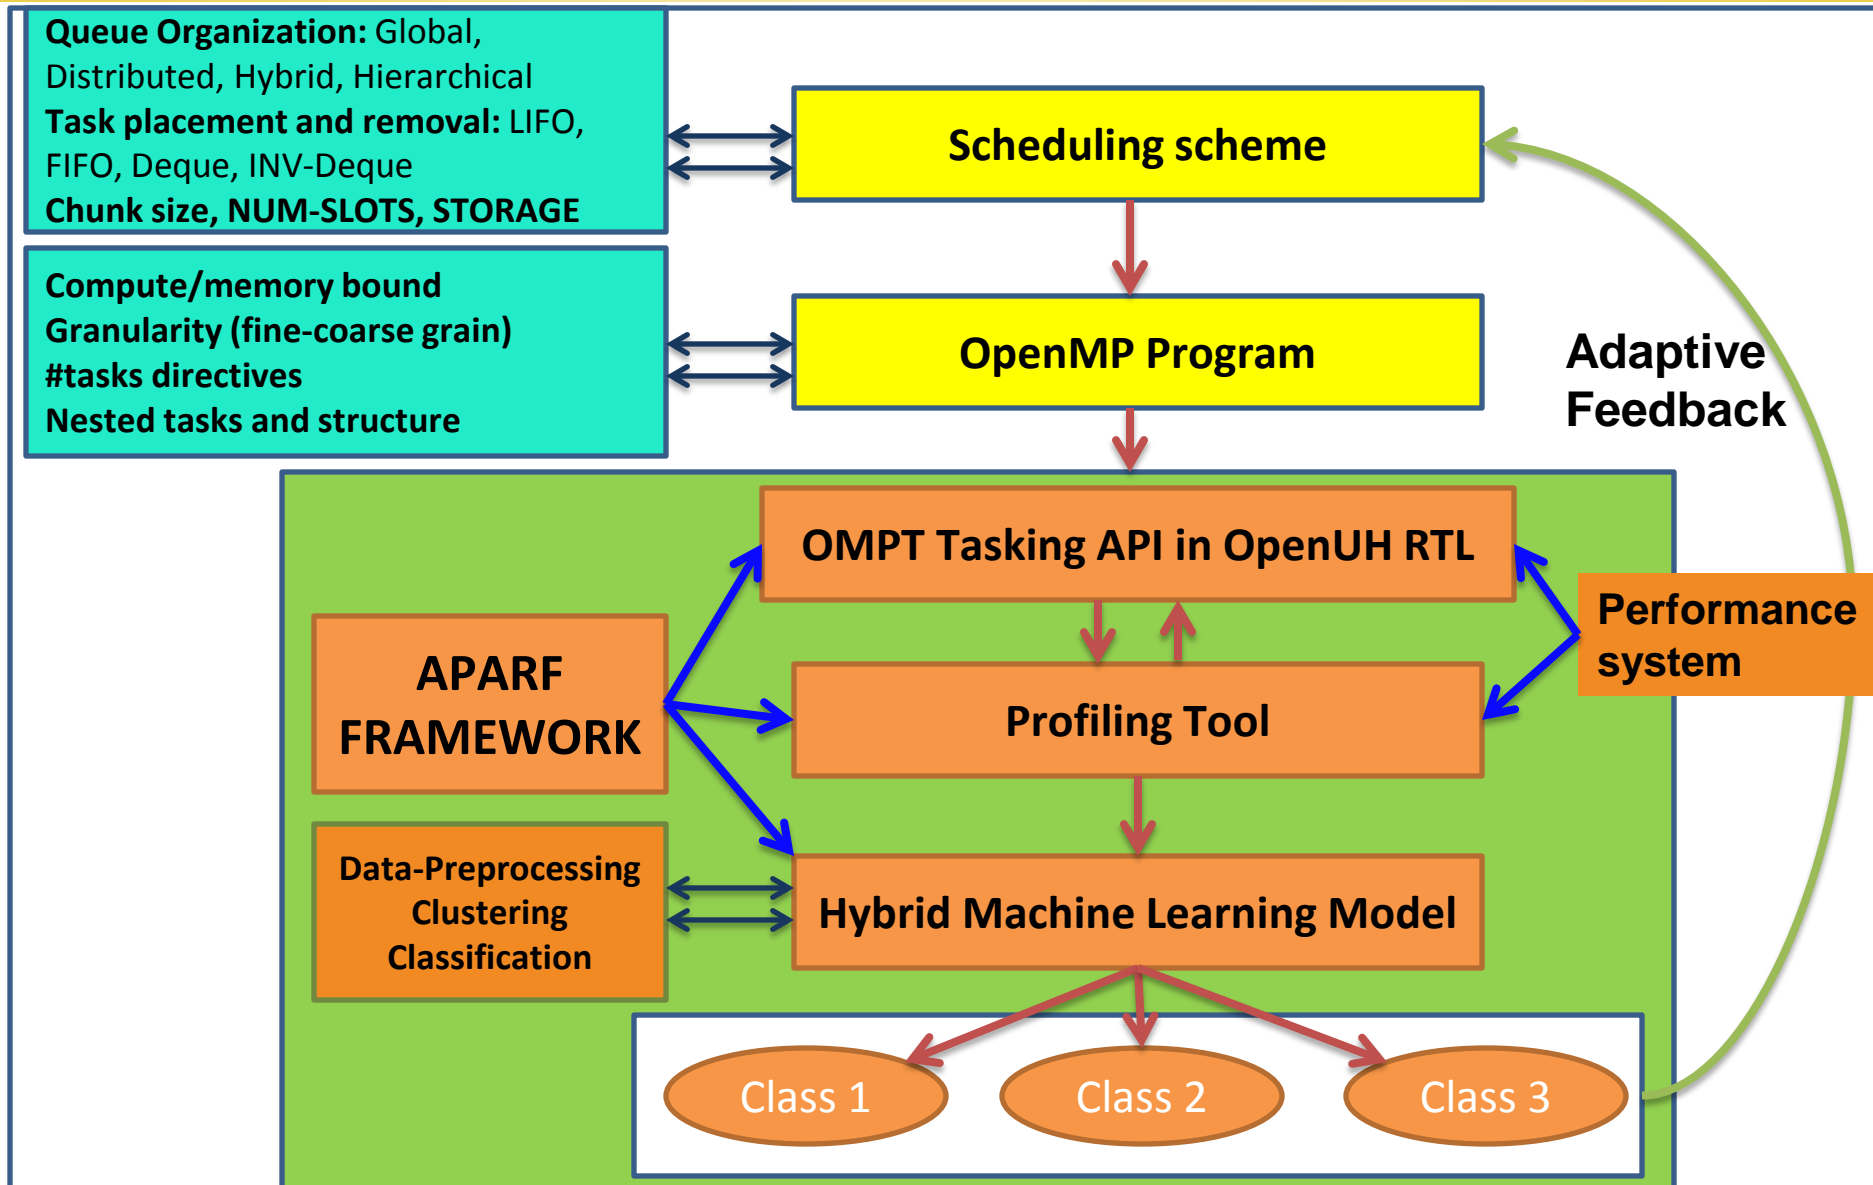 Queue Organization: Global,
Distributed, Hybrid, Hierarchical
Task placement and removal: LIFO,
FIFO, Deque, INV-Deque
Chunk size, NUM-SLOTS, STORAGE
Scheduling scheme
Compute/memory bound
Granularity (fine-coarse grain)
#tasks directives
Nested tasks and structure
OpenMP Program
Adaptive
Feedback
OMPT Tasking API in OpenUH RTL
Performance
system
APARF
FRAMEWORK
Profiling Tool
Data-Preprocessing
Clustering
Classification
Hybrid Machine Learning Model
Class 1
Class 2
Class 3